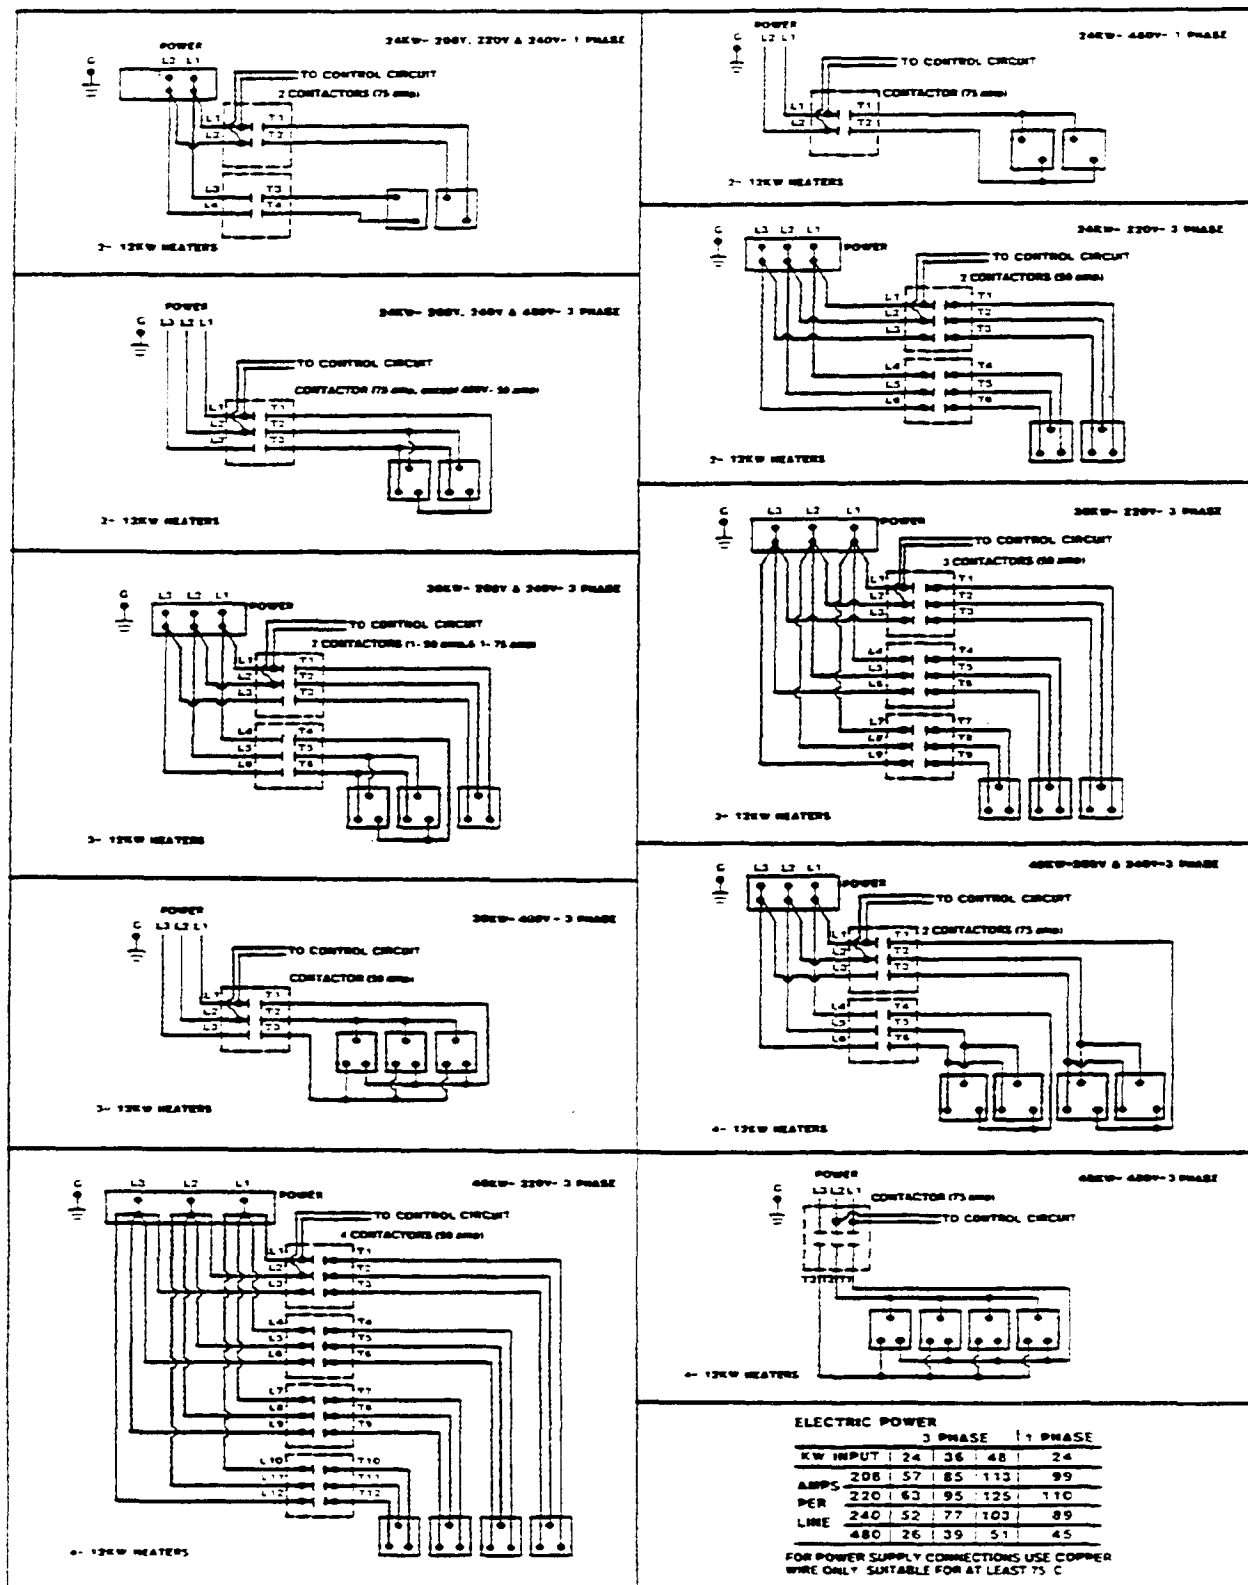 24KW- 208V, 220V & 240V- 1 PHASE
POWER
G L2 L1
TO CONTROL CIRCUIT
2 CONTACTORS (75 amp)
L1 T1
L2 T2
L3 T3
L4 T4
2- 12KW HEATERS
24KW- 208V, 240V & 480V- 3 PHASE
POWER
G L3 L2 L1
TO CONTROL CIRCUIT
CONTACTOR (75 amp, except 480V- 50 amp)
L1 T1
L2 T2
L3 T3
2- 12KW HEATERS
36KW- 208V & 240V- 3 PHASE
G L3 L2 L1
POWER
TO CONTROL CIRCUIT
2 CONTACTORS (1- 50 amp & 1- 75 amp)
L1 T1
L2 T2
L3 T3
L4 T4
L5 T5
L6 T6
3- 12KW HEATERS
36KW- 480V- 3 PHASE
POWER
G L3 L2 L1
TO CONTROL CIRCUIT
CONTACTOR (50 amp)
L1 T1
L2 T2
L3 T3
3- 12KW HEATERS
48KW- 220V- 3 PHASE
G L3 L2 L1
POWER
TO CONTROL CIRCUIT
4 CONTACTORS (50 amp)
L1 T1
L2 T2
L3 T3
L4 T4
L5 T5
L6 T6
L7 T7
L8 T8
L9 T9
L10 T10
L11 T11
L12 T12
4- 12KW HEATERS
24KW- 480V- 1 PHASE
POWER
G L2 L1
TO CONTROL CIRCUIT
CONTACTOR (75 amp)
L1 T1
L2 T2
2- 12KW HEATERS
24KW- 220V- 3 PHASE
G L3 L2 L1
POWER
TO CONTROL CIRCUIT
2 CONTACTORS (50 amp)
L1 T1
L2 T2
L3 T3
L4 T4
L5 T5
L6 T6
2- 12KW HEATERS
36KW- 220V- 3 PHASE
G L3 L2 L1
POWER
TO CONTROL CIRCUIT
3 CONTACTORS (50 amp)
L1 T1
L2 T2
L3 T3
L4 T4
L5 T5
L6 T6
L7 T7
L8 T8
L9 T9
3- 12KW HEATERS
48KW-208V & 240V-3 PHASE
G L3 L2 L1
POWER
TO CONTROL CIRCUIT
2 CONTACTORS (75 amp)
L1 T1
L2 T2
L3 T3
L4 T4
L5 T5
L6 T6
4- 12KW HEATERS
48KW- 480V-3 PHASE
POWER
G L3 L2 L1
CONTACTOR (75 amp)
TO CONTROL CIRCUIT
T3 T2 T1
4- 12KW HEATERS
ELECTRIC POWER
3 PHASE 1 PHASE
KW INPUT 24 36 48 24
AMPS PER LINE
208 57 85 113 99
220 63 95 125 110
240 52 77 103 89
480 26 39 51 45
FOR POWER SUPPLY CONNECTIONS USE COPPER
WIRE ONLY SUITABLE FOR AT LEAST 75 C